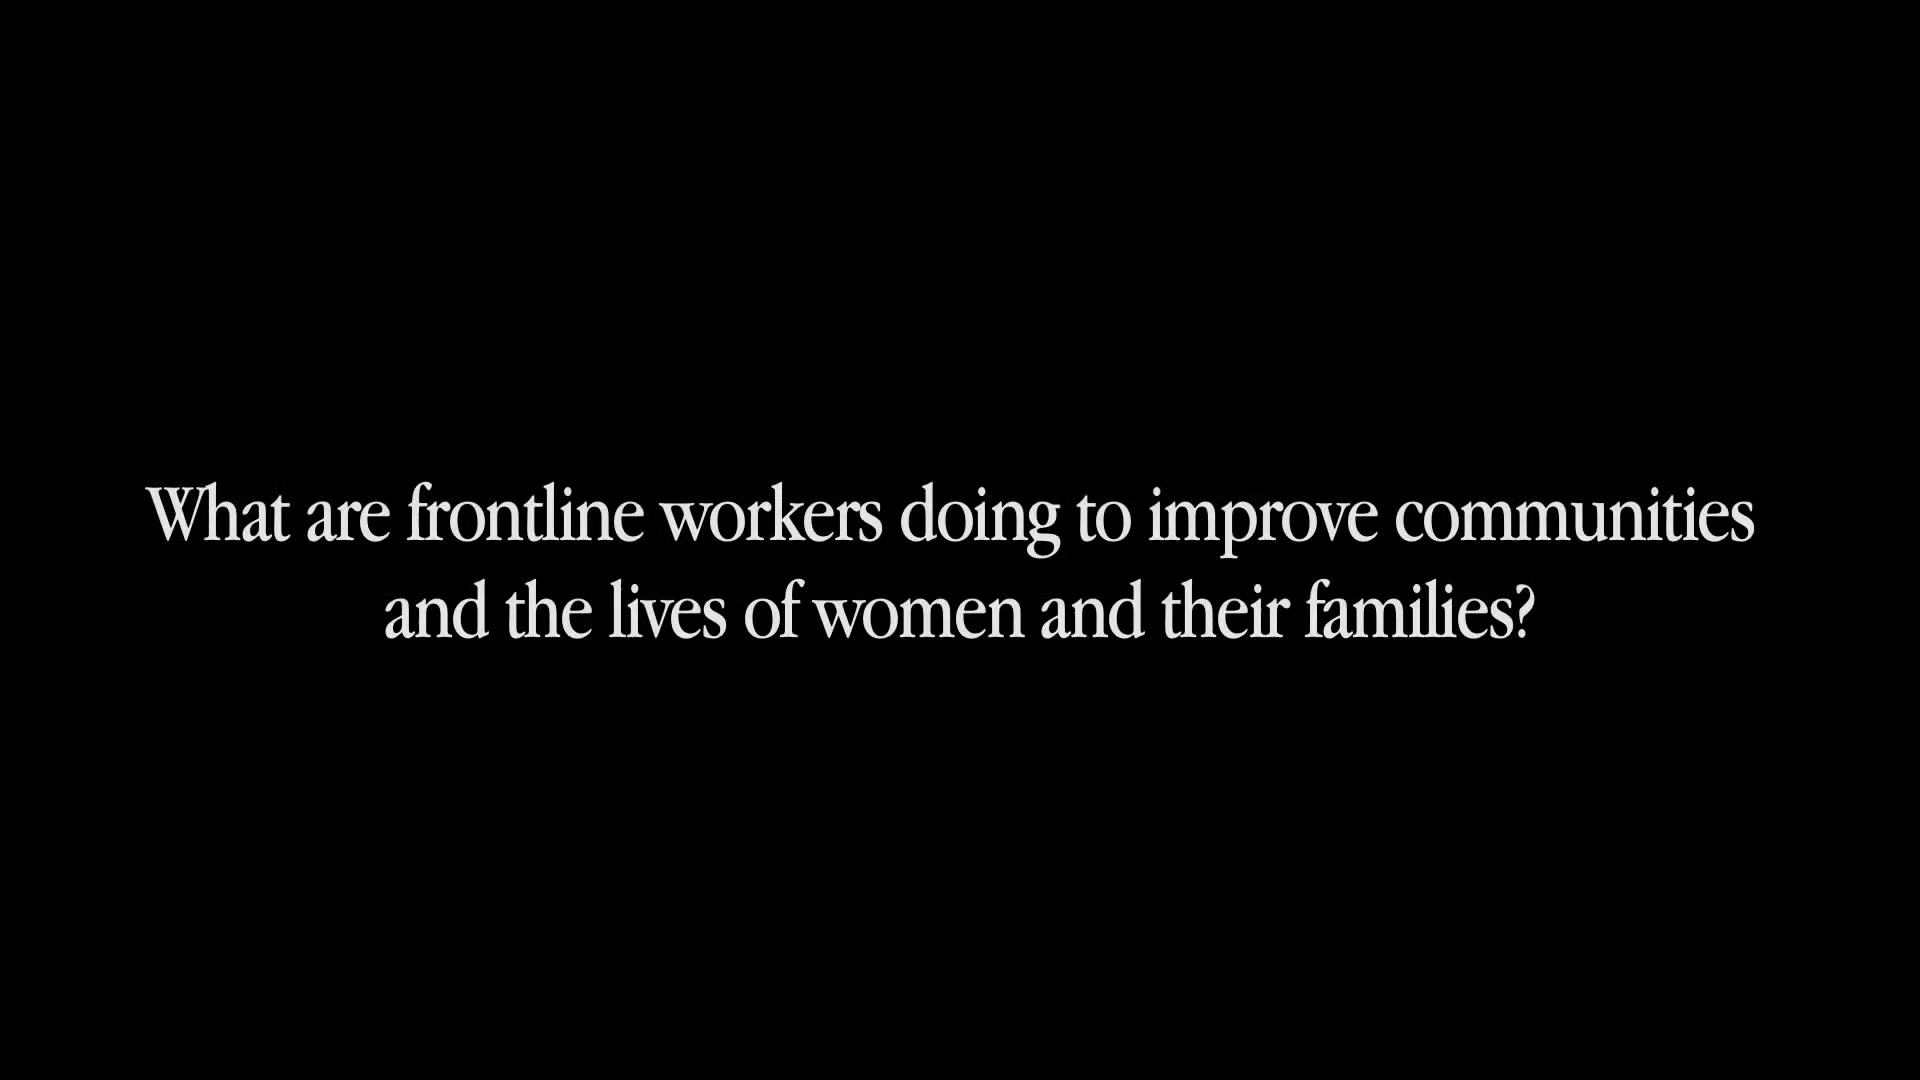 What are frontline workers doing to improve communities
and the lives of women and their families?